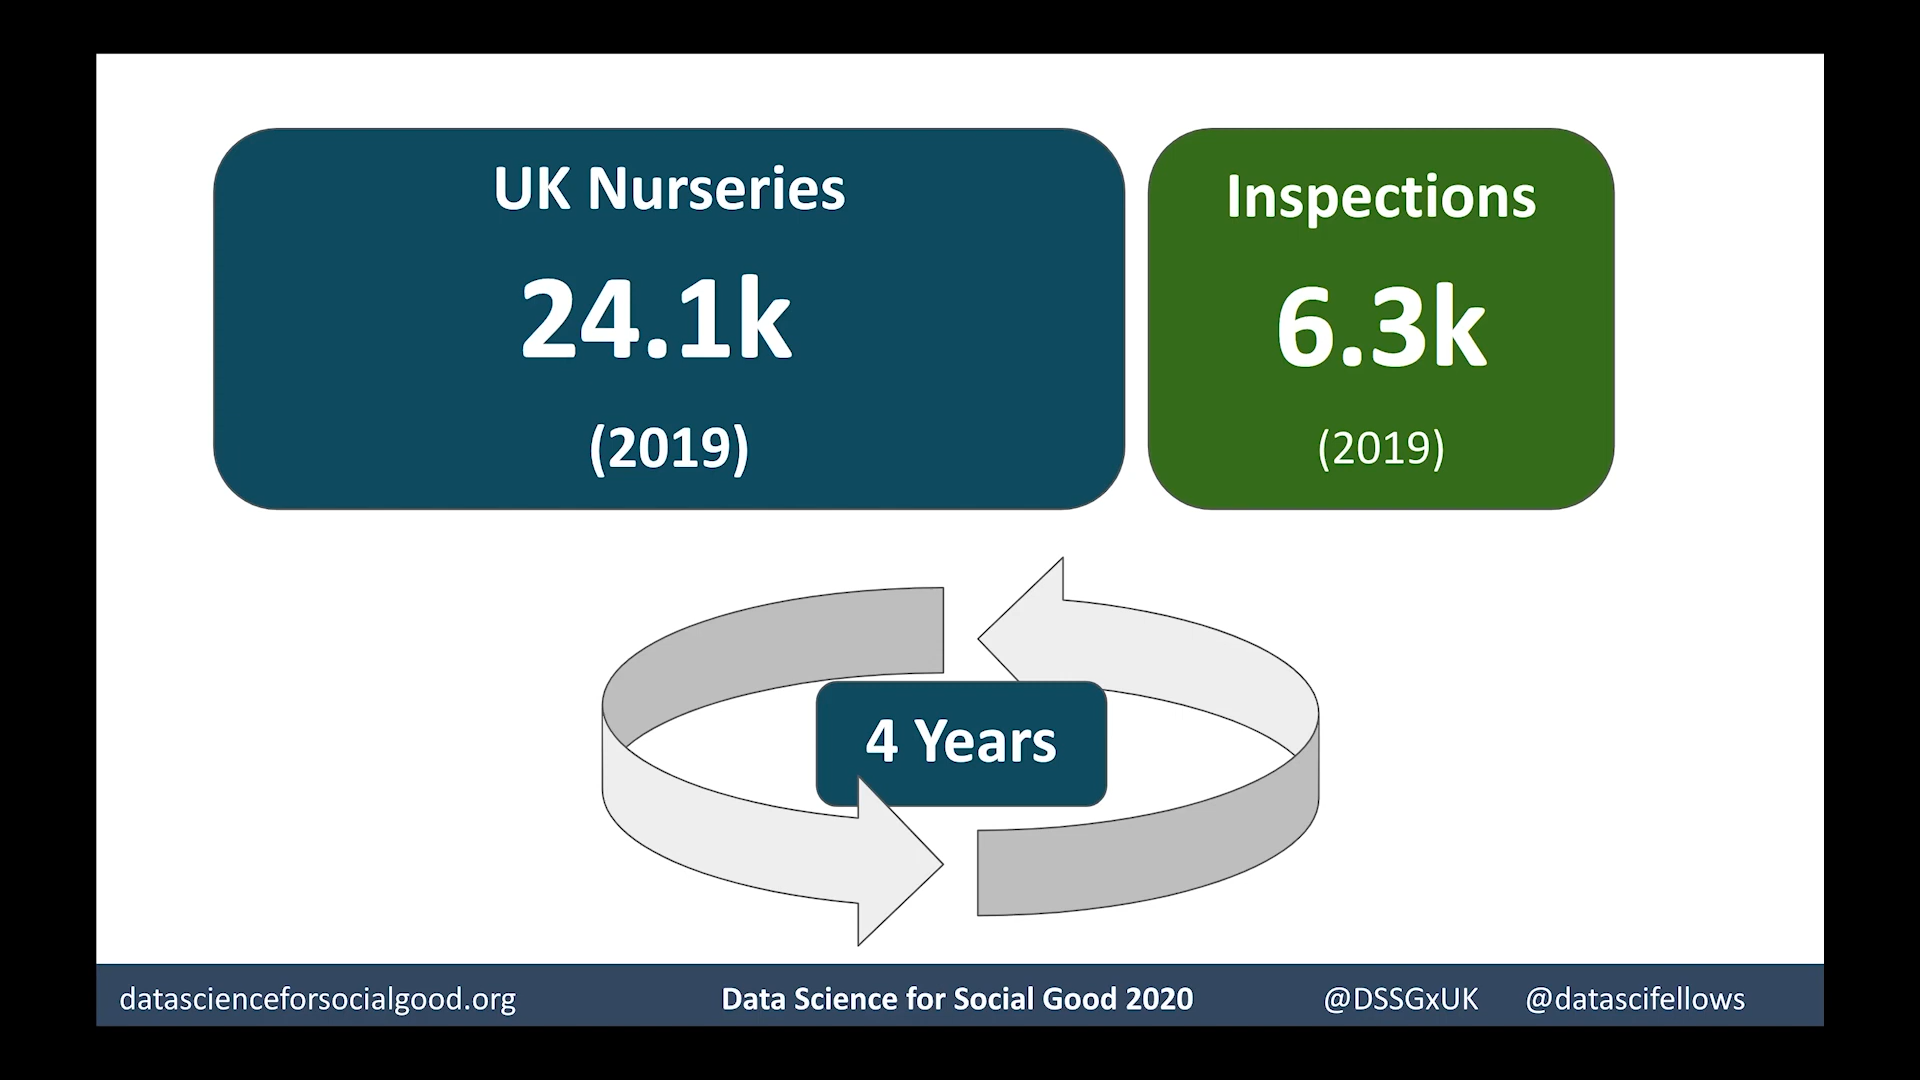 UK Nurseries
24.1k
(2019)
Inspections
6.3k
(2019)
4 Years
datascienceforsocialgood.org
Data Science for Social Good 2020
@DSSGxUK
@datascifellows